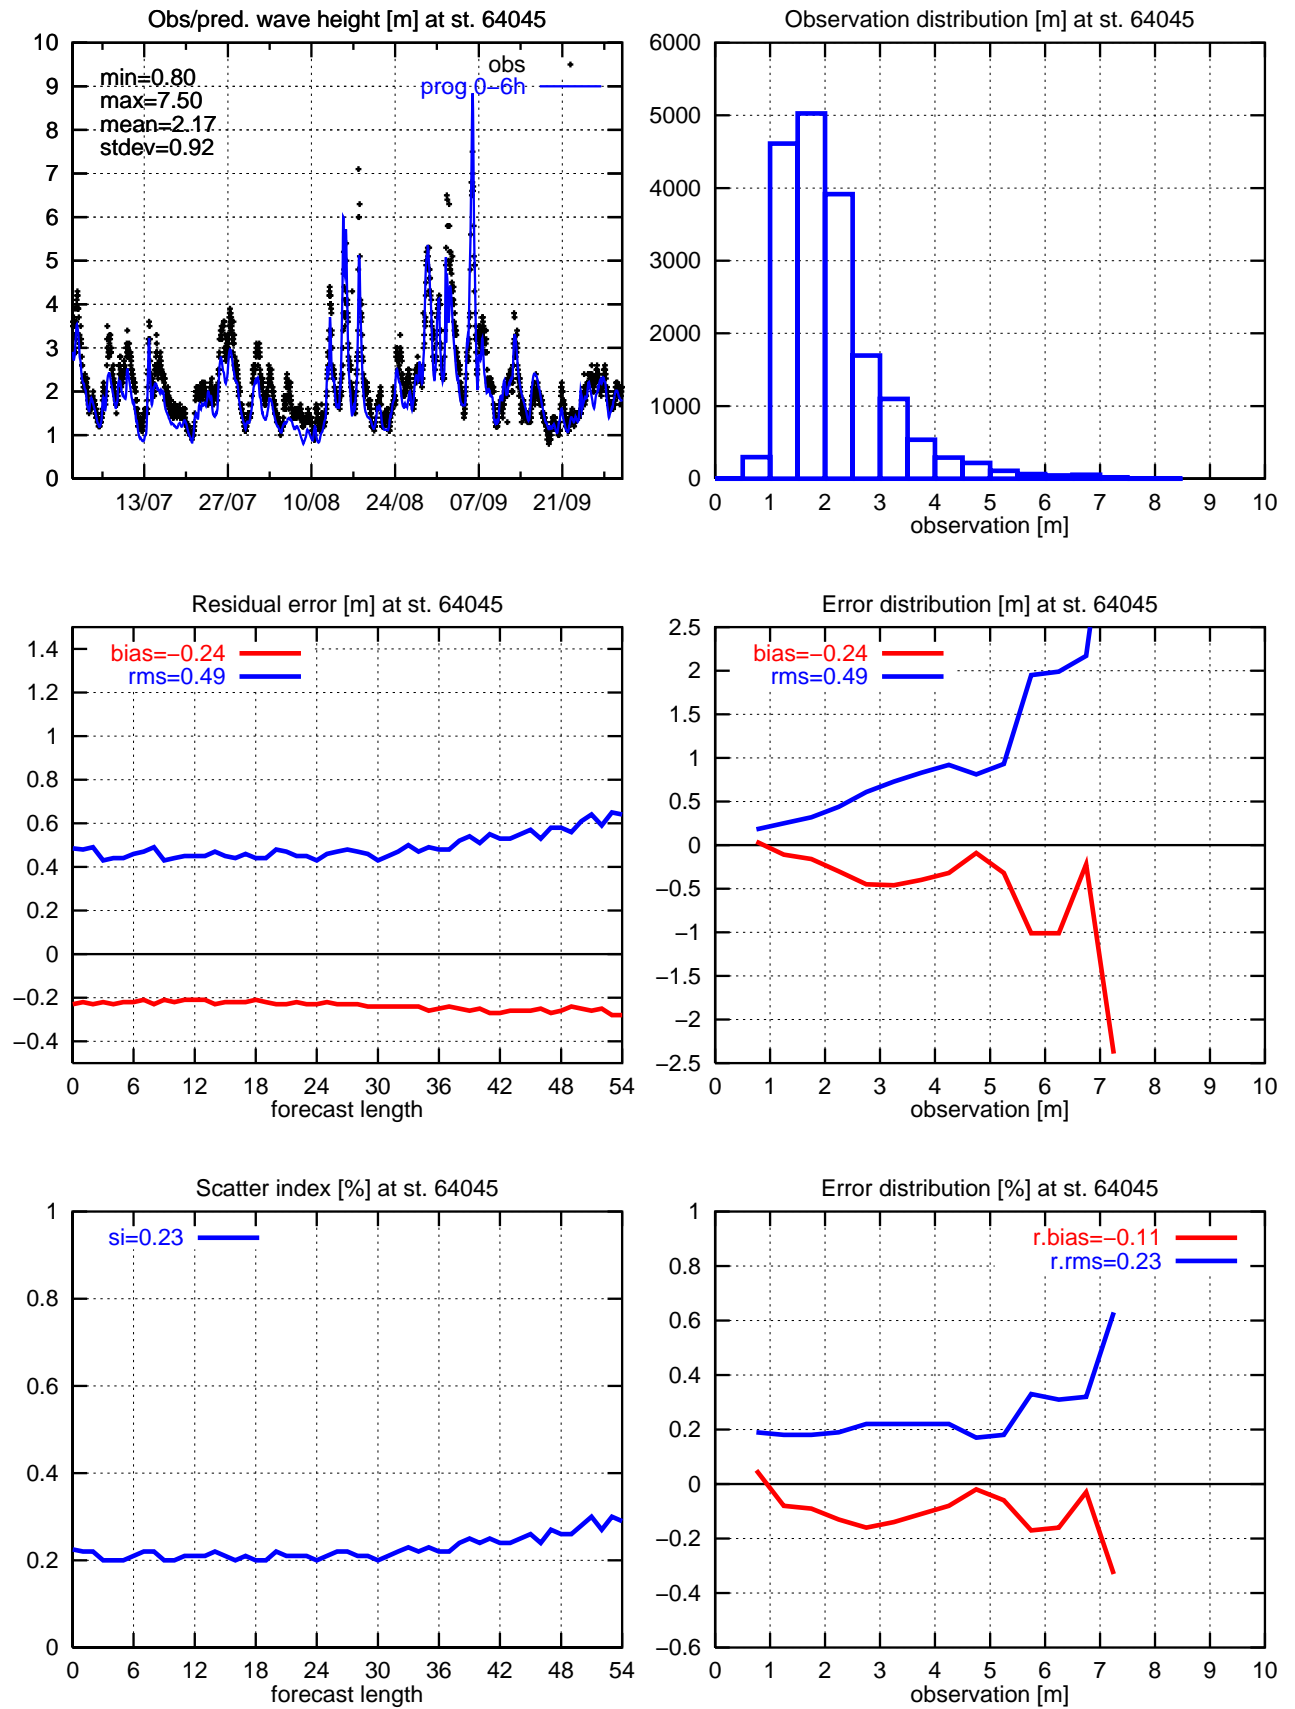 Obs/pred. wave height [m] at st. 64045
10
9
8
7
6
5
4
3
2
1
0
min=0.80
max=7.50
mean=2.17
stdev=0.92
obs
prog 0−6h
13/07 27/07 10/08 24/08 07/09 21/09
Observation distribution [m] at st. 64045
6000
5000
4000
3000
2000
1000
0
0 1 2 3 4 5 6 7 8 9 10
observation [m]
Residual error [m] at st. 64045
1.4
1.2
1
0.8
0.6
0.4
0.2
0
−0.2
−0.4
bias=−0.24
rms=0.49
0 6 12 18 24 30 36 42 48 54
forecast length
Error distribution [m] at st. 64045
2.5
2
1.5
1
0.5
0
−0.5
−1
−1.5
−2
−2.5
bias=−0.24
rms=0.49
0 1 2 3 4 5 6 7 8 9 10
observation [m]
Scatter index [%] at st. 64045
1
0.8
0.6
0.4
0.2
0
si=0.23
0 6 12 18 24 30 36 42 48 54
forecast length
Error distribution [%] at st. 64045
1
0.8
0.6
0.4
0.2
0
−0.2
−0.4
−0.6
r.bias=−0.11
r.rms=0.23
0 1 2 3 4 5 6 7 8 9 10
observation [m]